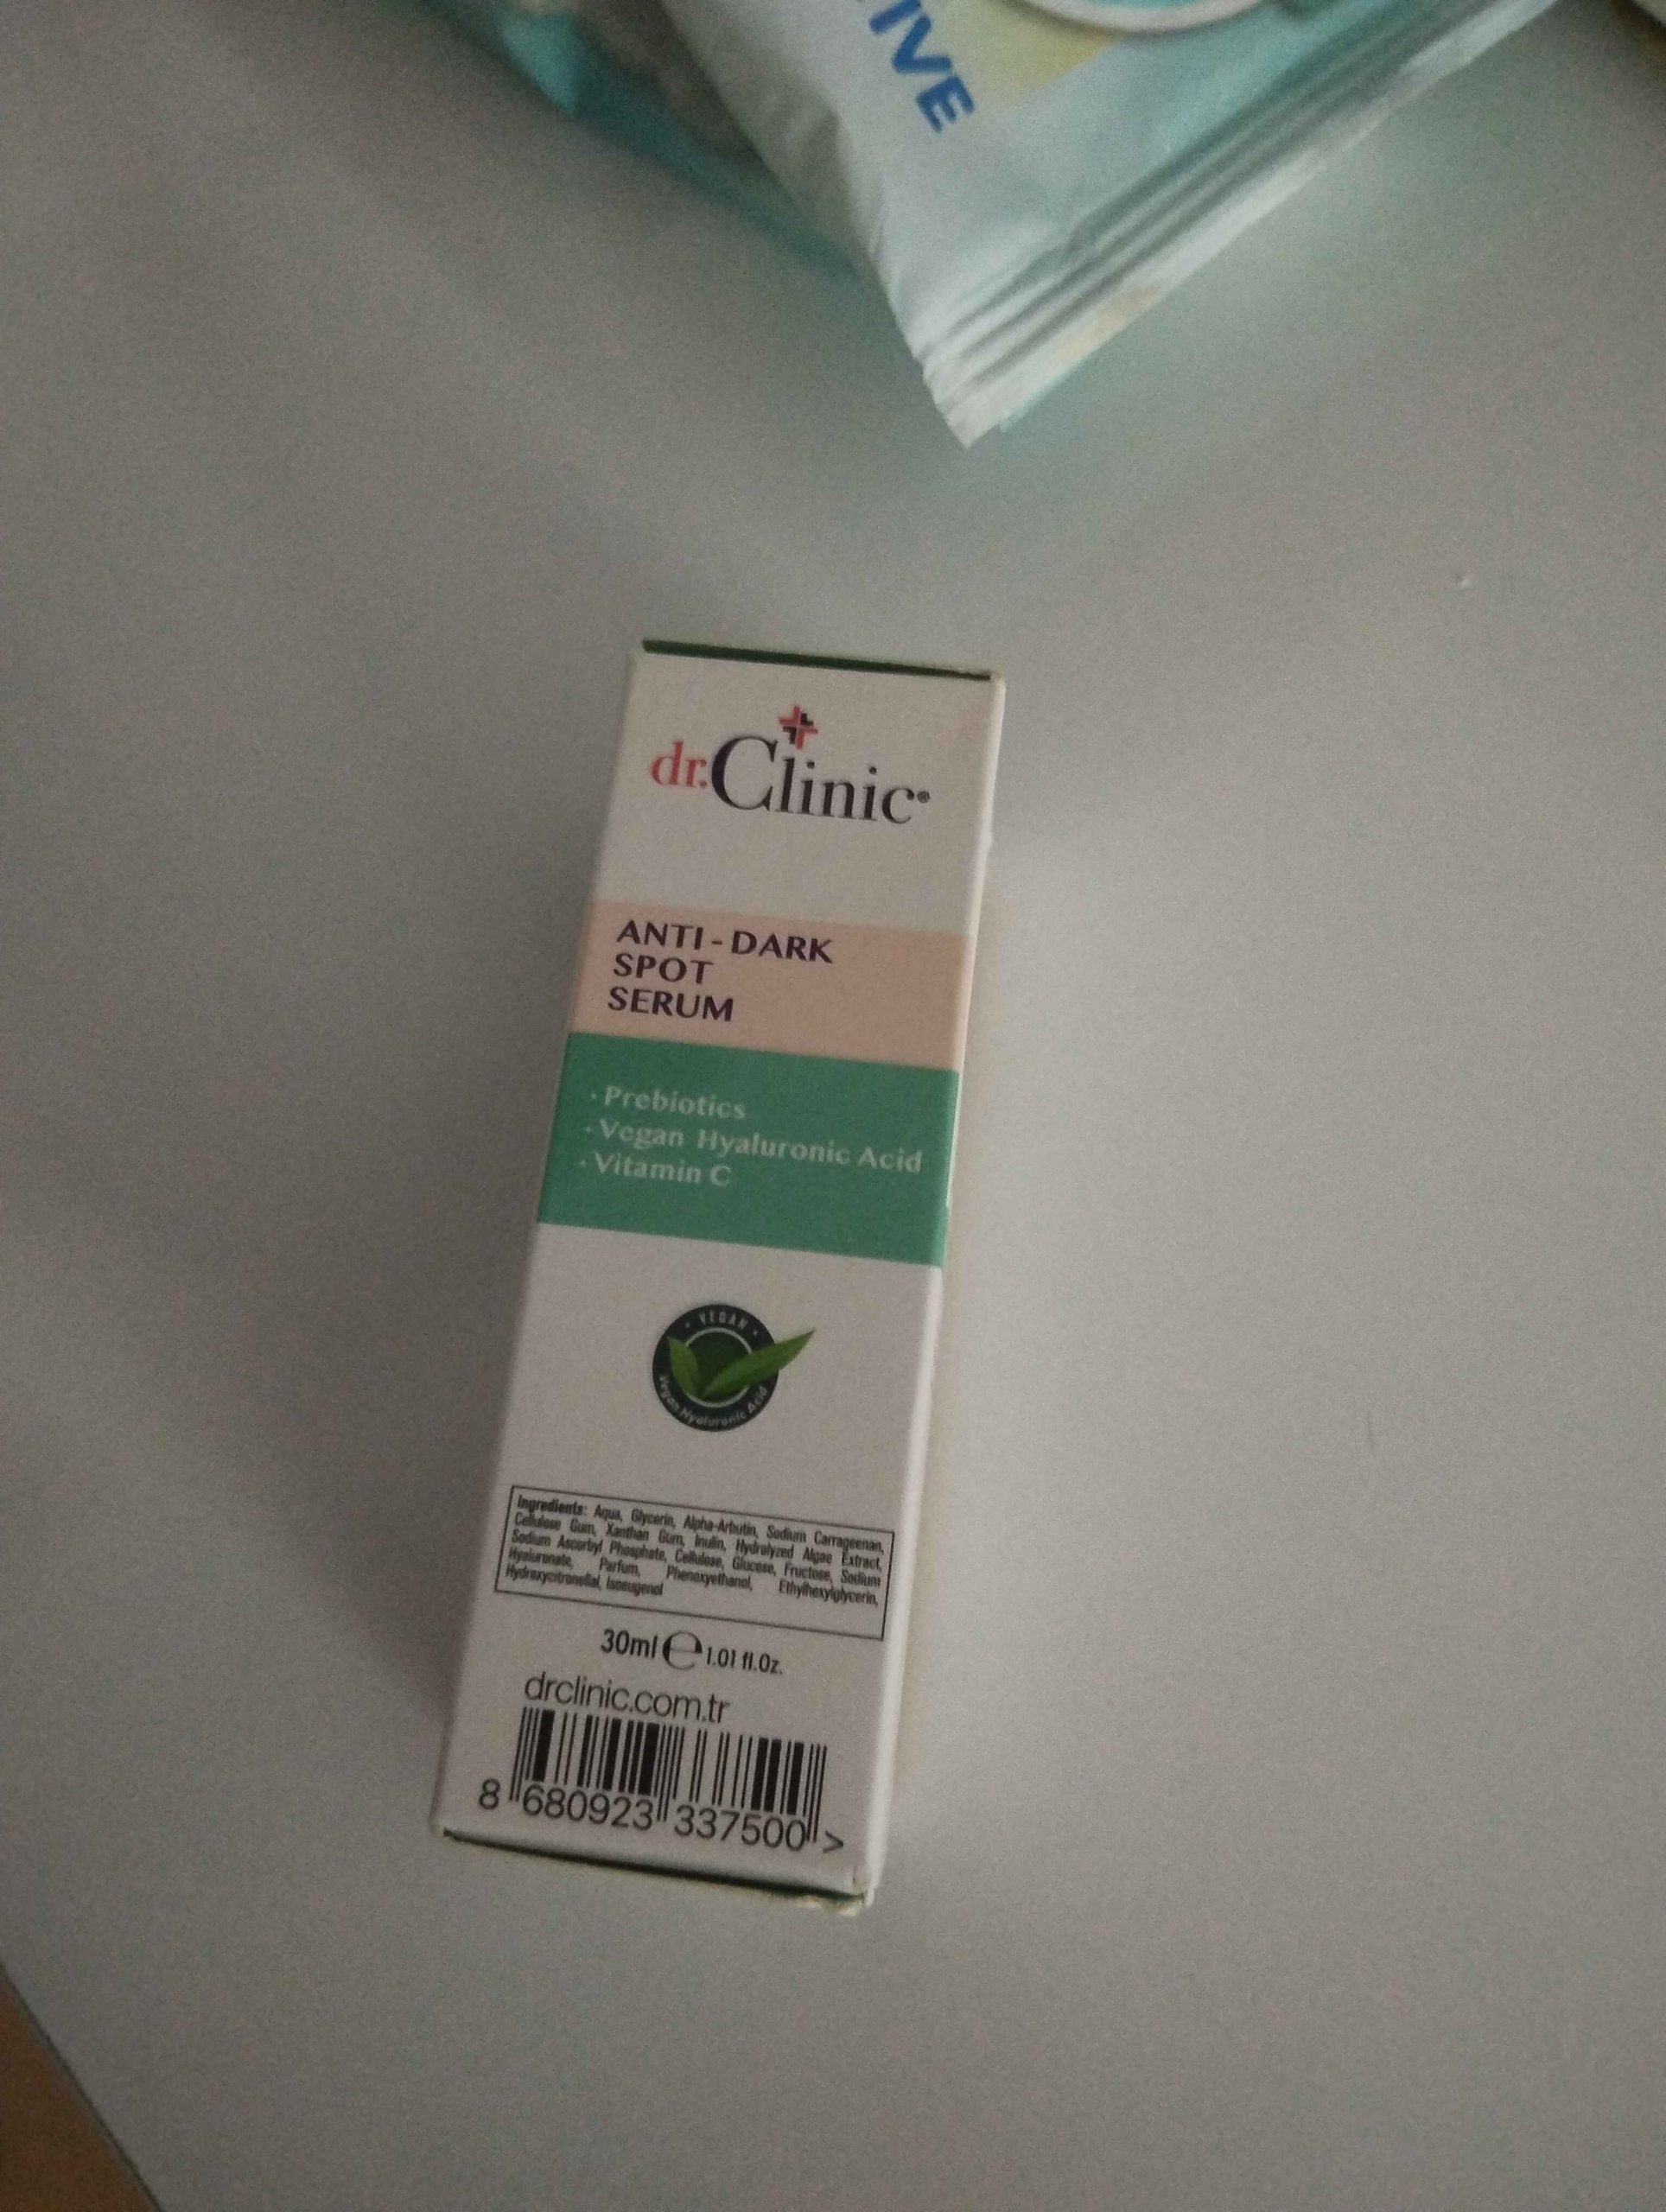 IVE
dr.Clinic®
ANTI-DARK
SPOT
SERUM
· Prebiotics
· Vegan Hyaluronic Acid
· Vitamin C
· VEGAN ·
Vegan Hyaluronic Acid
Ingredients: Aqua, Glycerin, Alpha-Arbutin, Sodium Carrageenan,
Cellulose Gum, Xanthan Gum, Inulin, Hydrolyzed Algae Extract,
Sodium Ascorbyl Phosphate, Cellulose, Glucose, Fructose, Sodium
Hyaluronate, Parfum, Phenoxyethanol, Ethylhexylglycerin,
Hydroxycitronellal, Isoeugenol
30ml e 1.01 fl.Oz.
drclinic.com.tr
8 680923 337500 >